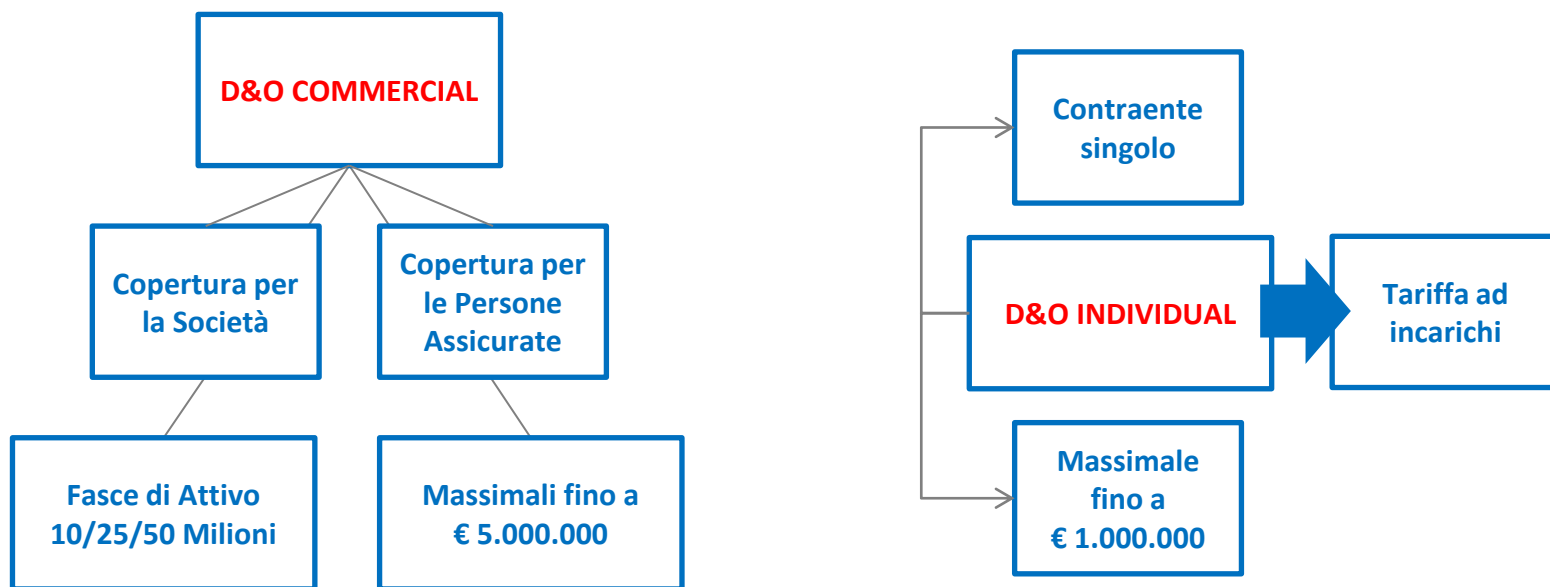 D&O COMMERCIAL
Copertura per
la Società
Copertura per
le Persone
Assicurate
Fasce di Attivo
10/25/50 Milioni
Massimali fino a
€ 5.000.000
Contraente
singolo
D&O INDIVIDUAL
Tariffa ad
incarichi
Massimale
fino a
€ 1.000.000